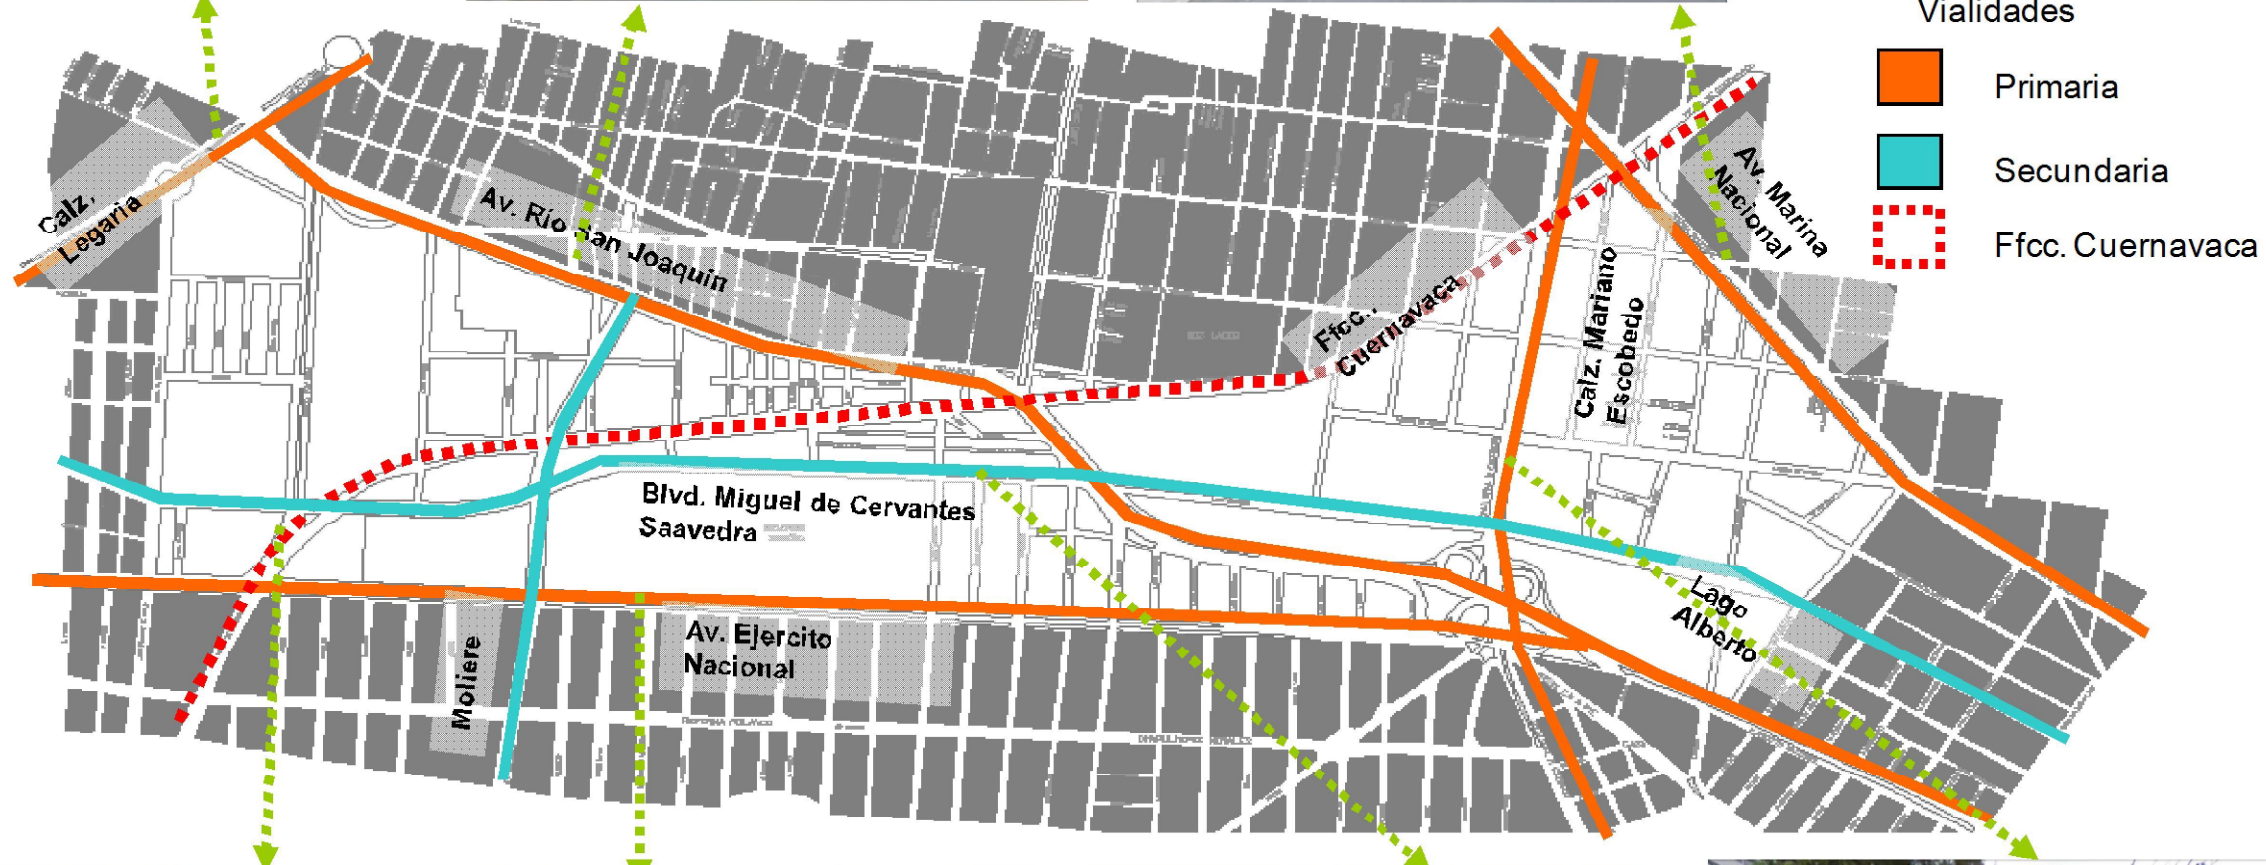 Vialidades
Primaria
Secundaria
Ffcc. Cuernavaca
Calz.
Legaria
Av. Río San Joaquin
Ffcc.,
Cuernavaca
Calz. Mariano
Escobedo
Av. Marina
Nacional
Blvd. Miguel de Cervantes
Saavedra
Moliere
Av. Ejercito
Nacional
Lago
Alberto